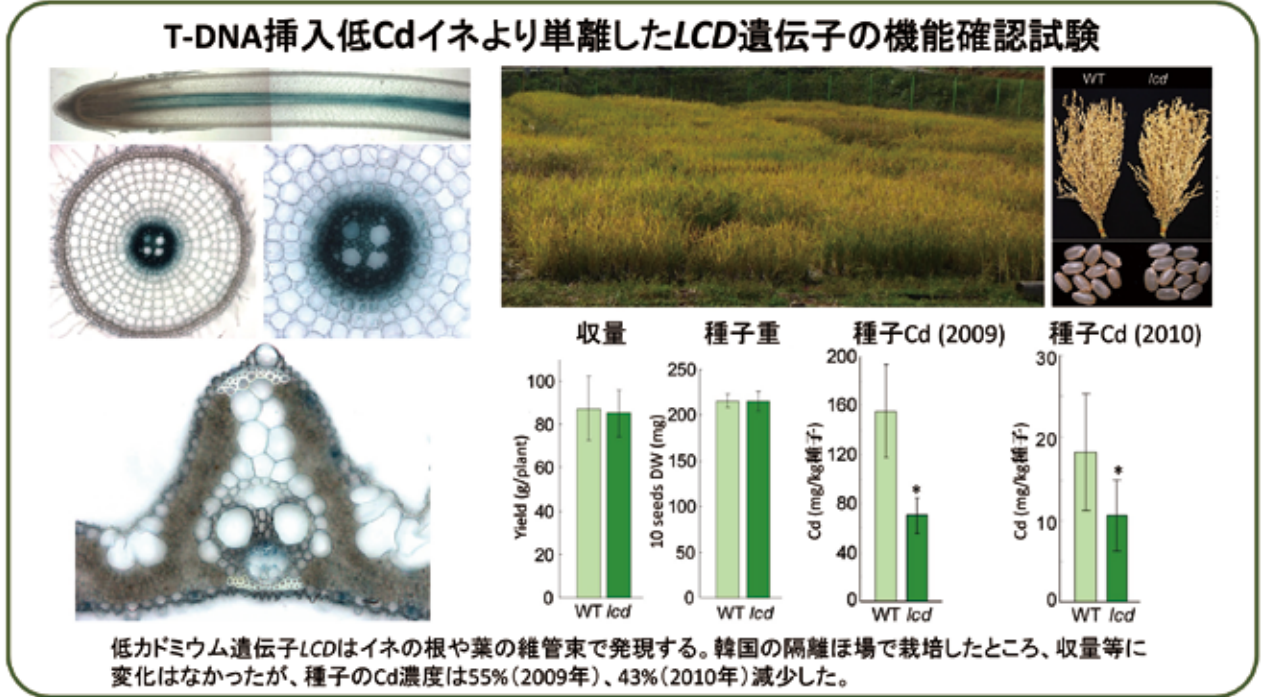 T-DNA挿入低Cdイネより単離したLCD遺伝子の機能確認試験
WT lcd
収量
種子重
種子Cd (2009)
種子Cd (2010)
Yield (g/plant)
100
80
60
40
20
0
WT lcd
10 seeds DW (mg)
250
200
150
100
50
0
WT lcd
Cd (mg/kg種子)
200
160
120
80
40
0
*
WT lcd
Cd (mg/kg種子)
30
20
10
0
*
WT lcd
低カドミウム遺伝子LCDはイネの根や葉の維管束で発現する。韓国の隔離ほ場で栽培したところ、収量等に
変化はなかったが、種子のCd濃度は55%(2009年)、43%(2010年)減少した。